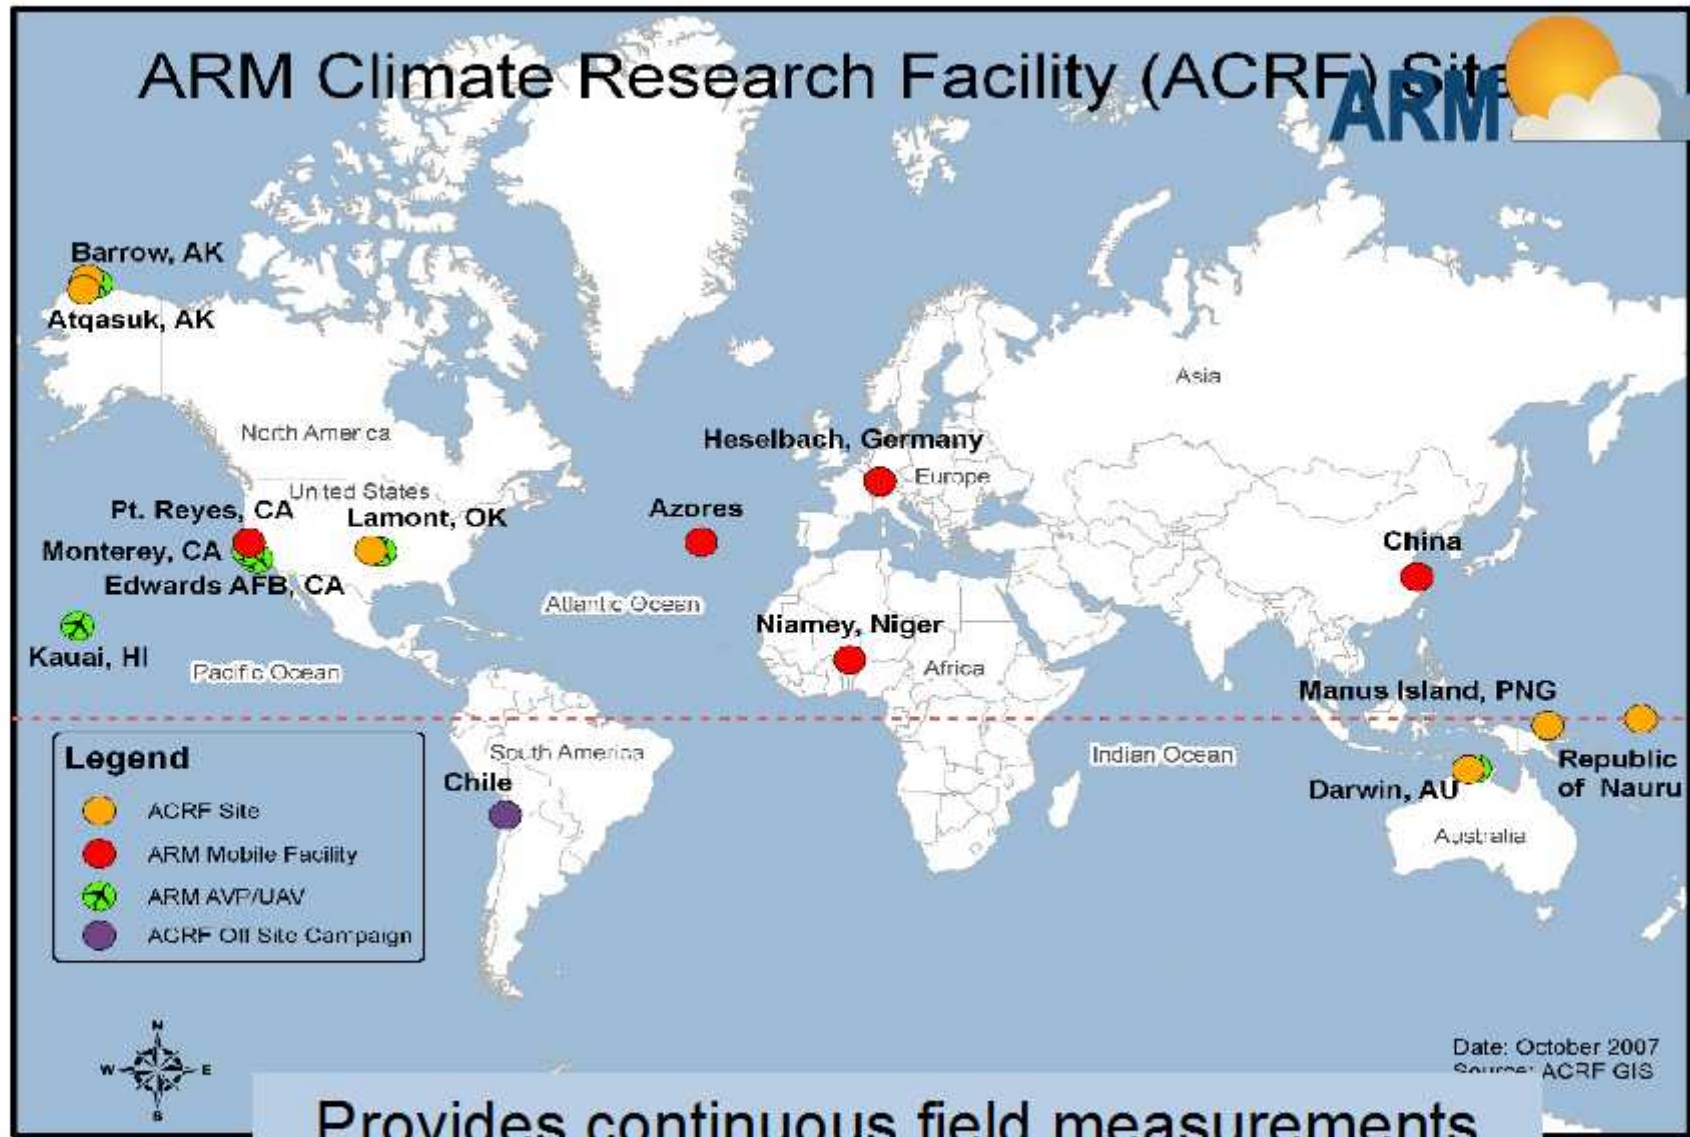 ARM Climate Research Facility (ACRF) Site
ARM
Barrow, AK
Atqasuk, AK
North America
Asia
Heselbach, Germany
Europe
United States
Pt. Reyes, CA
Lamont, OK
Azores
Monterey, CA
China
Edwards AFB, CA
Atlantic Ocean
Niamey, Niger
Kauai, HI
Pacific Ocean
Africa
Manus Island, PNG
Legend
South America
Indian Ocean
Republic
of Nauru
Chile
Darwin, AU
ACRF Site
Australia
ARM Mobile Facility
ARM AVP/UAV
ACRF Off Site Campaign
N
W
E
S
Date: October 2007
Source: ACRF GIS
Provides continuous field measurements